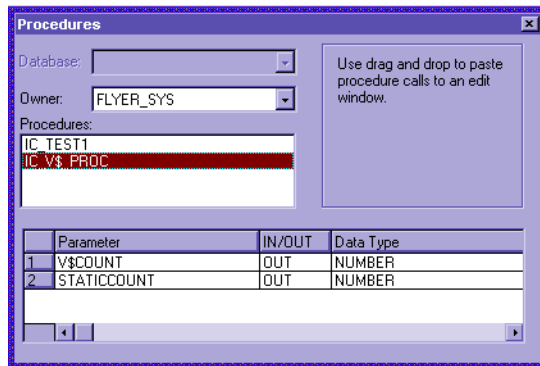 Procedures
Database:
Use drag and drop to paste
procedure calls to an edit
window.
Owner: FLYER_SYS
Procedures:
IC_TEST1
IC_V$_PROC
Parameter IN/OUT Data Type
1 V$COUNT OUT NUMBER
2 STATICCOUNT OUT NUMBER